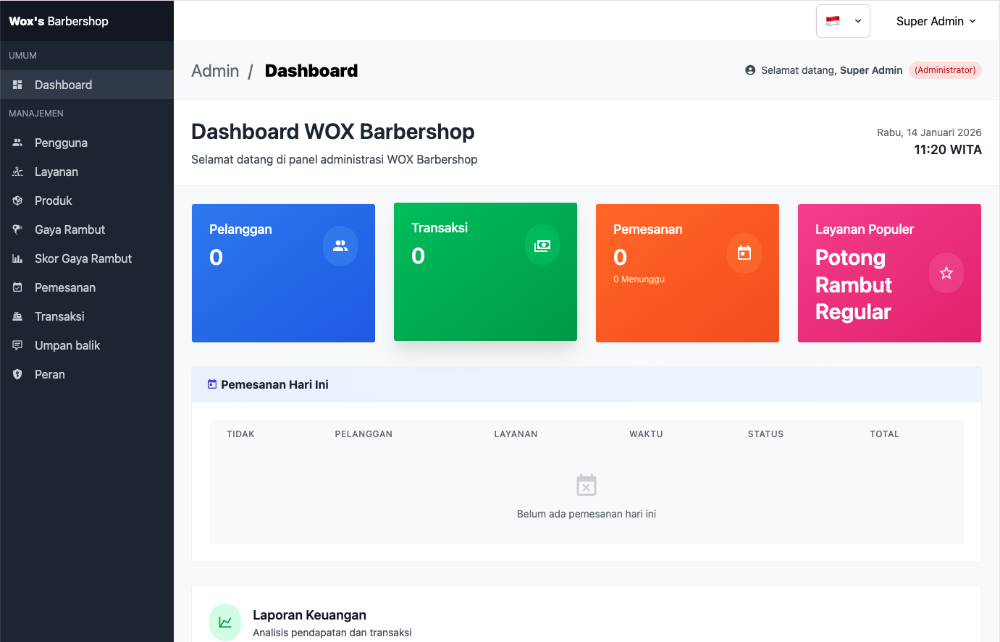 Wox's Barbershop
Super Admin
UMUM
Dashboard
MANAJEMEN
Pengguna
Layanan
Produk
Gaya Rambut
Skor Gaya Rambut
Pemesanan
Transaksi
Umpan balik
Peran
Admin / Dashboard
Selamat datang, Super Admin (Administrator)
Dashboard WOX Barbershop
Selamat datang di panel administrasi WOX Barbershop
Rabu, 14 Januari 2026
11:20 WITA
Pelanggan
0
Transaksi
0
Pemesanan
0
0 Menunggu
Layanan Populer
Potong
Rambut
Regular
Pemesanan Hari Ini
TIDAK PELANGGAN LAYANAN WAKTU STATUS TOTAL
Belum ada pemesanan hari ini
Laporan Keuangan
Analisis pendapatan dan transaksi